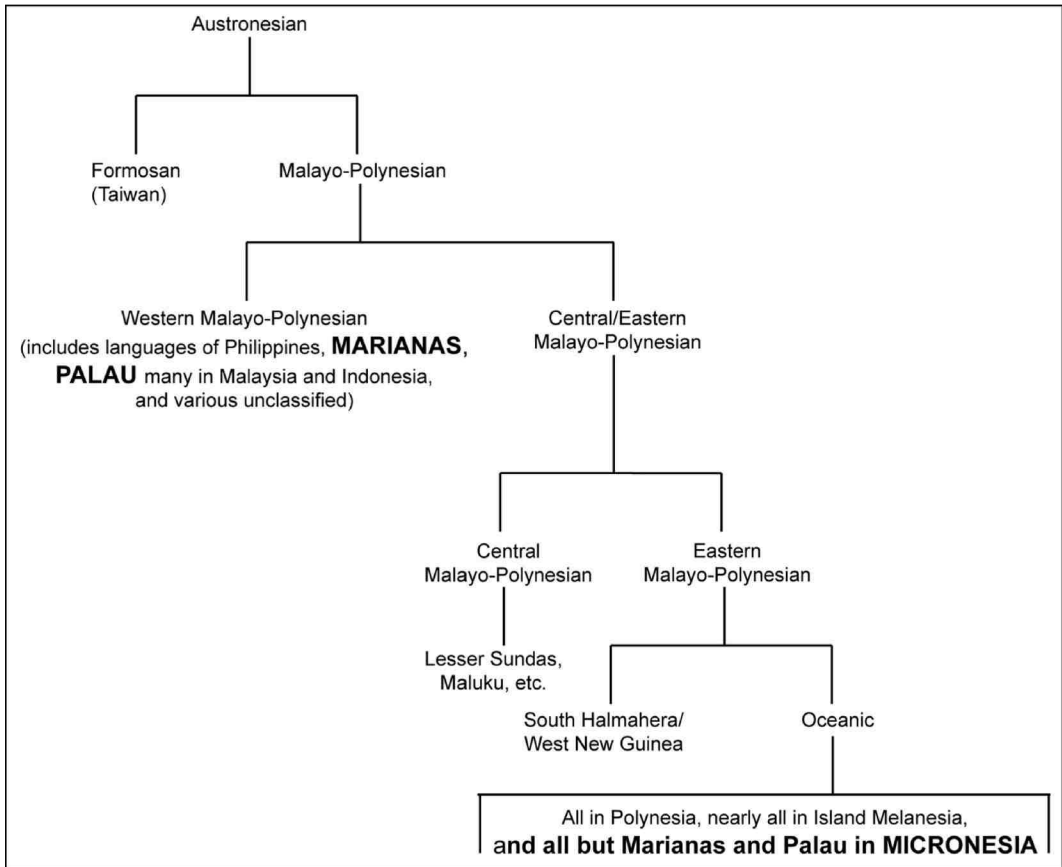 Austronesian
Formosan
(Taiwan)
Malayo-Polynesian
Western Malayo-Polynesian
(includes languages of Philippines, MARIANAS,
PALAU many in Malaysia and Indonesia,
and various unclassified)
Central/Eastern
Malayo-Polynesian
Central
Malayo-Polynesian
Eastern
Malayo-Polynesian
Lesser Sundas,
Maluku, etc.
South Halmahera/
West New Guinea
Oceanic
All in Polynesia, nearly all in Island Melanesia,
and all but Marianas and Palau in MICRONESIA